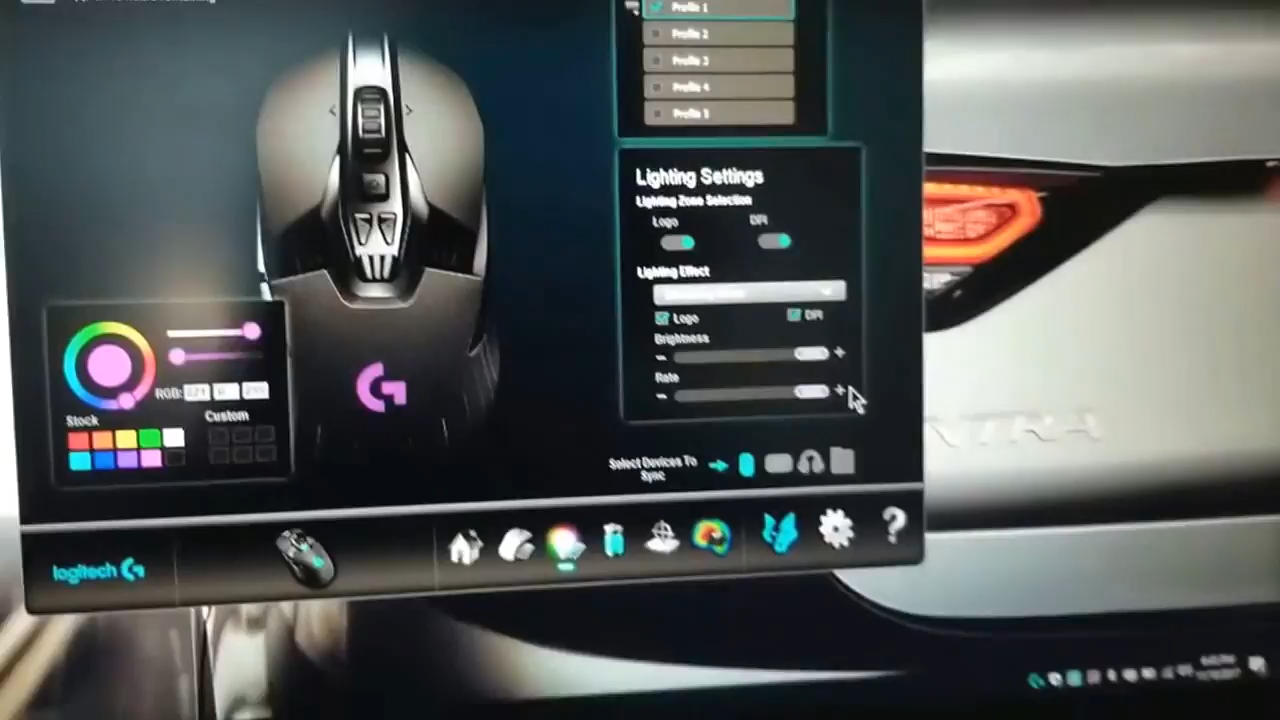 Profile 1
Profile 2
Profile 3
Profile 4
Profile 5
Lighting Settings
Lighting Zone Selection
Logo DPI
Lighting Effect
Logo DPI
Brightness
Rate
RGB:
Stock Custom
Select Devices To
Sync
logitech G
?